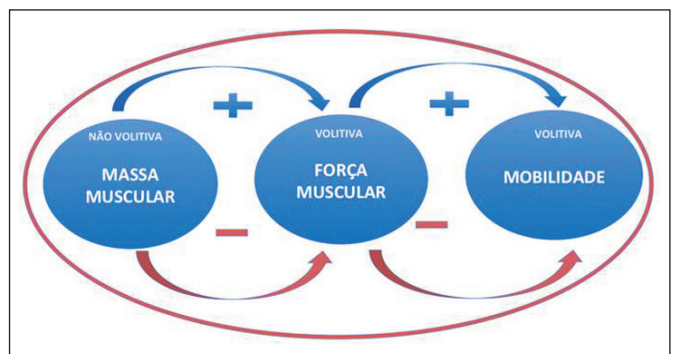 NÃO VOLITIVA
MASSA
MUSCULAR
+
−
VOLITIVA
FORÇA
MUSCULAR
+
−
VOLITIVA
MOBILIDADE